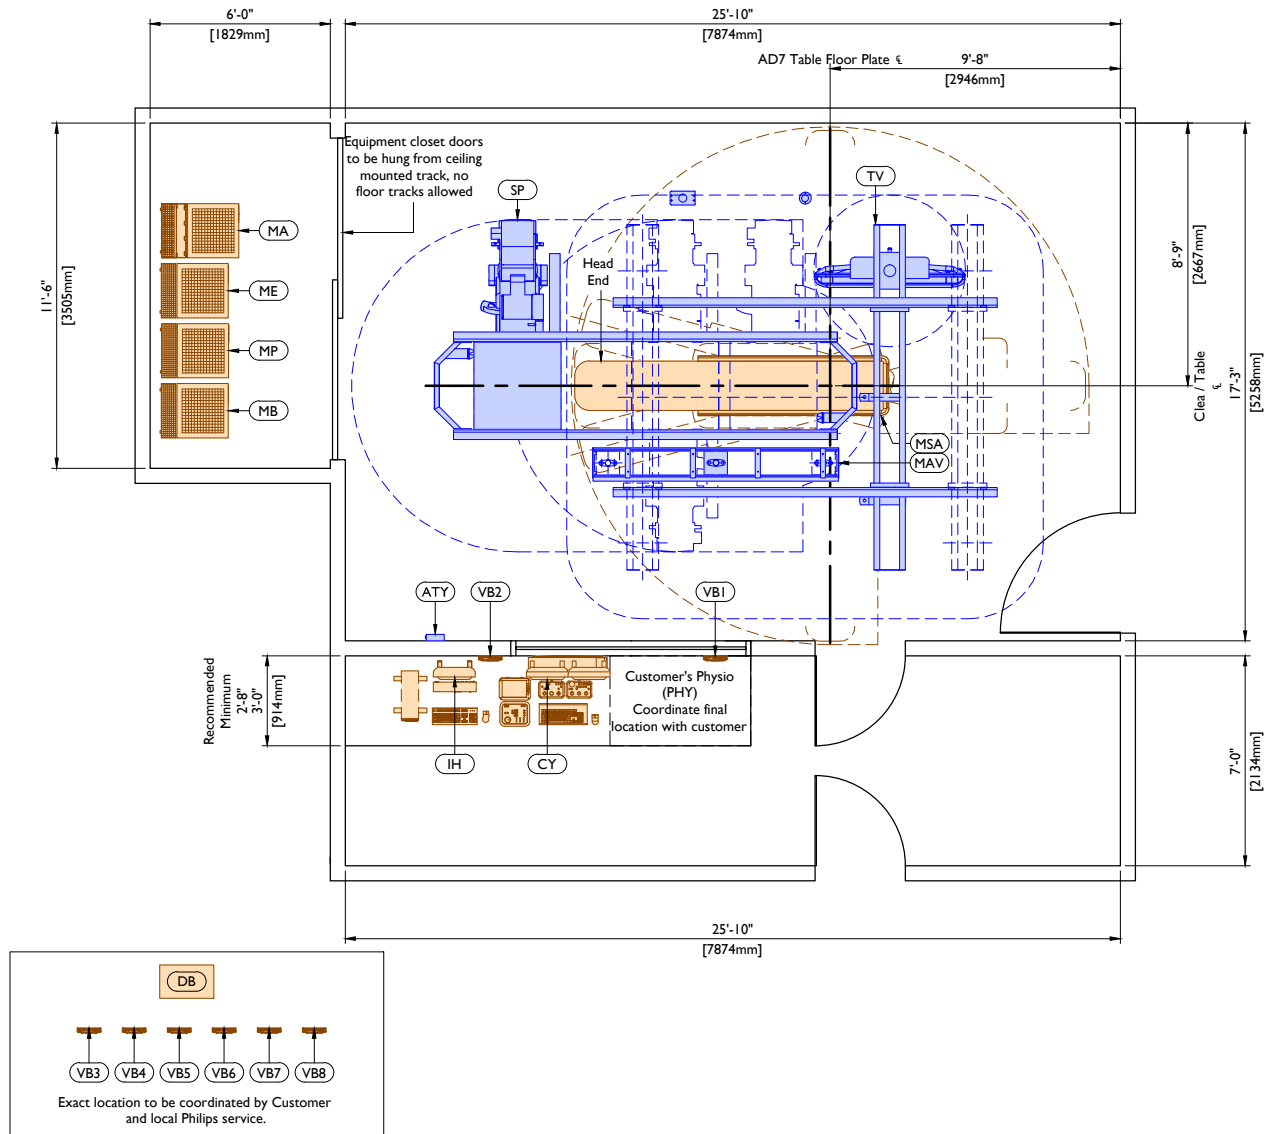 6'-0"
[1829mm]
25'-10"
[7874mm]
AD7 Table Floor Plate ℄
9'-8"
[2946mm]
Equipment closet doors
to be hung from ceiling
mounted track, no
floor tracks allowed
SP
TV
MA
ME
MP
MB
11'-6"
[3505mm]
Head
End
8'-9"
[2667mm]
Clea / Table
℄
17'-3"
[5258mm]
MSA
MAV
ATY
VB2
VB1
Recommended
Minimum
2'-8"
3'-0"
[914mm]
Customer's Physio
(PHY)
Coordinate final
location with customer
IH
CY
7'-0"
[2134mm]
25'-10"
[7874mm]
DB
VB3
VB4
VB5
VB6
VB7
VB8
Exact location to be coordinated by Customer
and local Philips service.